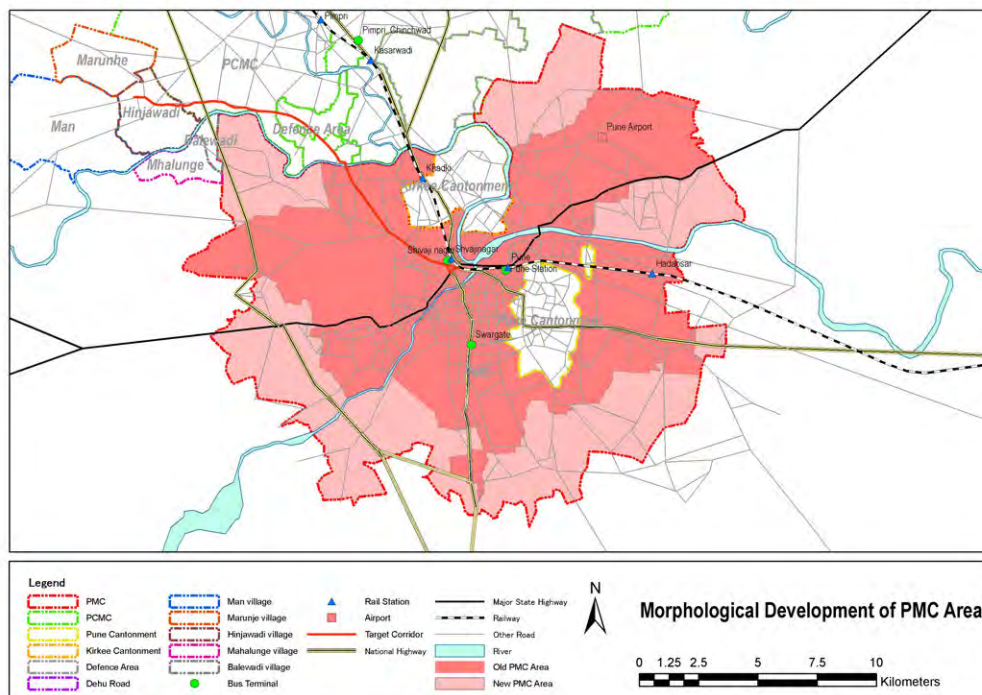 Pimpri
Pimpri Chinchwad
Kasarwadi
Marunhe
PCMC
Hinjawadi
Man
Defence Area
Balewadi
Mhalunge
Pune Airport
Khadki
Kirkee Cantonment
Shivaji nagar
Shivajinagar
Pune
Pune Station
Hadapsar
Pune Cantonment
Swargate
Legend
PMC
PCMC
Pune Cantonment
Kirkee Cantonment
Defence Area
Dehu Road
Man village
Marunje village
Hinjawadi village
Mahalunge village
Balewadi village
Bus Terminal
Rail Station
Airport
Target Corridor
National Highway
Major State Highway
Railway
Other Road
River
Old PMC Area
New PMC Area
N
Morphological Development of PMC Area
0 1.25 2.5 5 7.5 10
Kilometers